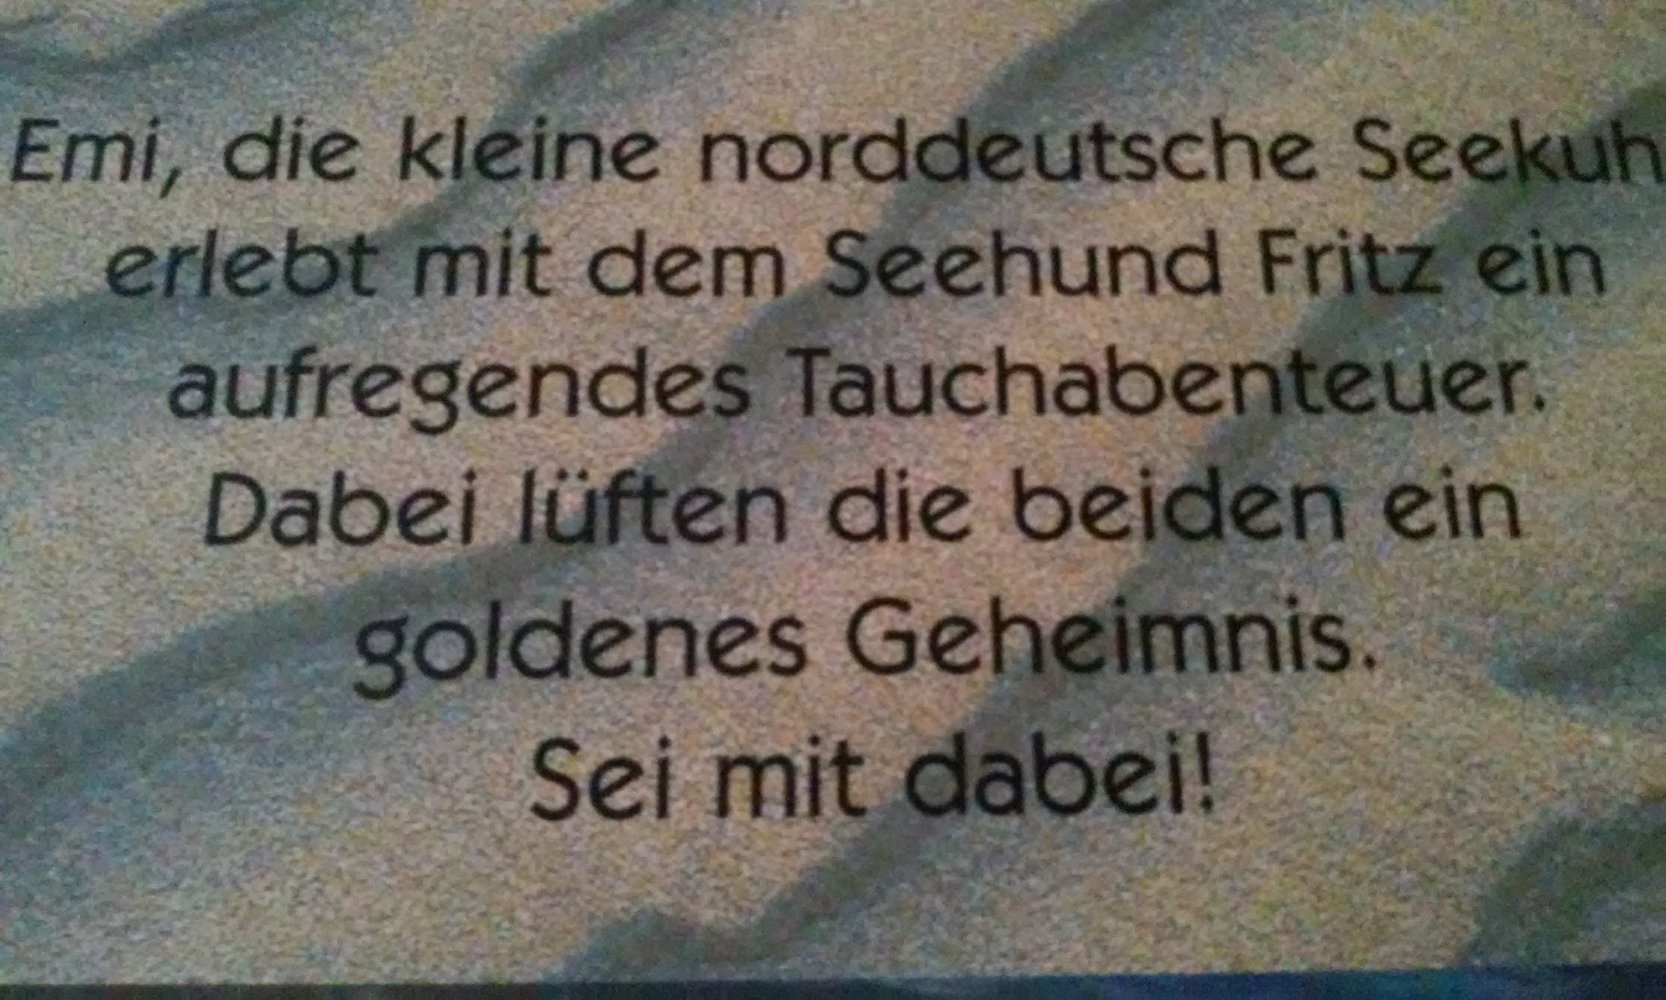 Emi, die kleine norddeutsche Seekuh
erlebt mit dem Seehund Fritz ein
aufregendes Tauchabenteuer.
Dabei lüften die beiden ein
goldenes Geheimnis.
Sei mit dabei!